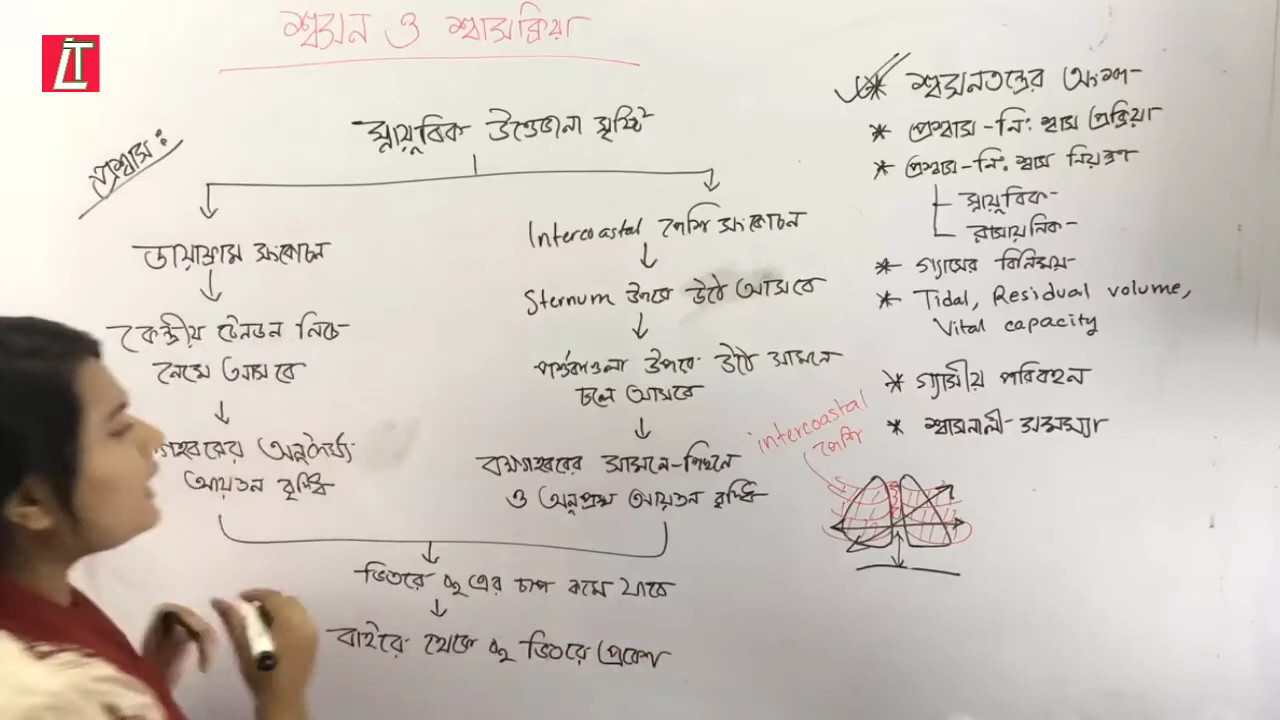 LT
শ্বসন ও শ্বাসক্রিয়া
প্রশ্বাস :
স্নায়ুবিক উত্তেজনা সৃষ্টি
ডায়াফ্রাম সংকোচন
কেন্দ্রীয় টেনডন নিচে
নেমে আসবে
গহ্বরের অনুদৈর্ঘ্য
আয়তন বৃদ্ধি
Intercoastal পেশি সংকোচন
Sternum উপরে উঠে আসবে
পর্শুকাগুলো উপরে উঠে সামনে
চলে আসবে
বক্ষগহ্বরের সামনে-পিছনে
ও অনুপ্রস্থ আয়তন বৃদ্ধি
ভিতরে O₂ এর চাপ কমে যাবে
বাইরে থেকে O₂ ভিতরে প্রবেশ
* শ্বসনতন্ত্রের অংশ
* প্রশ্বাস-নিঃশ্বাস প্রক্রিয়া
* প্রশ্বাস-নিঃশ্বাস নিয়ন্ত্রণ
স্নায়ুবিক
রাসায়নিক
* গ্যাসের বিনিময়
* Tidal, Residual volume,
Vital capacity
* গ্যাসীয় পরিবহন
* শ্বাসনালী সমস্যা
intercoastal
পেশি